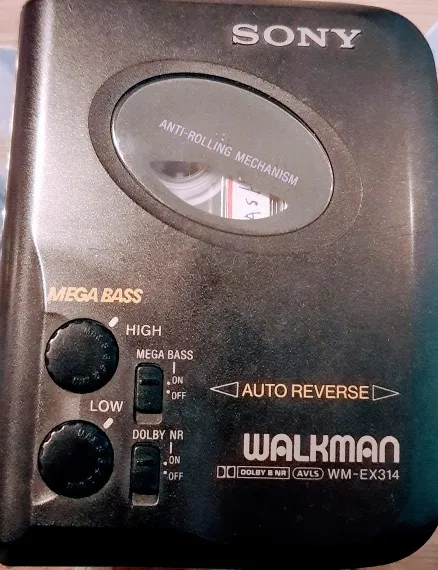 SONY
ANTI-ROLLING MECHANISM
MEGA BASS
HIGH
MEGA BASS
ON
OFF
AUTO REVERSE
LOW
DOLBY NR
ON
OFF
WALKMAN
DOLBY B NR AVLS WM-EX314